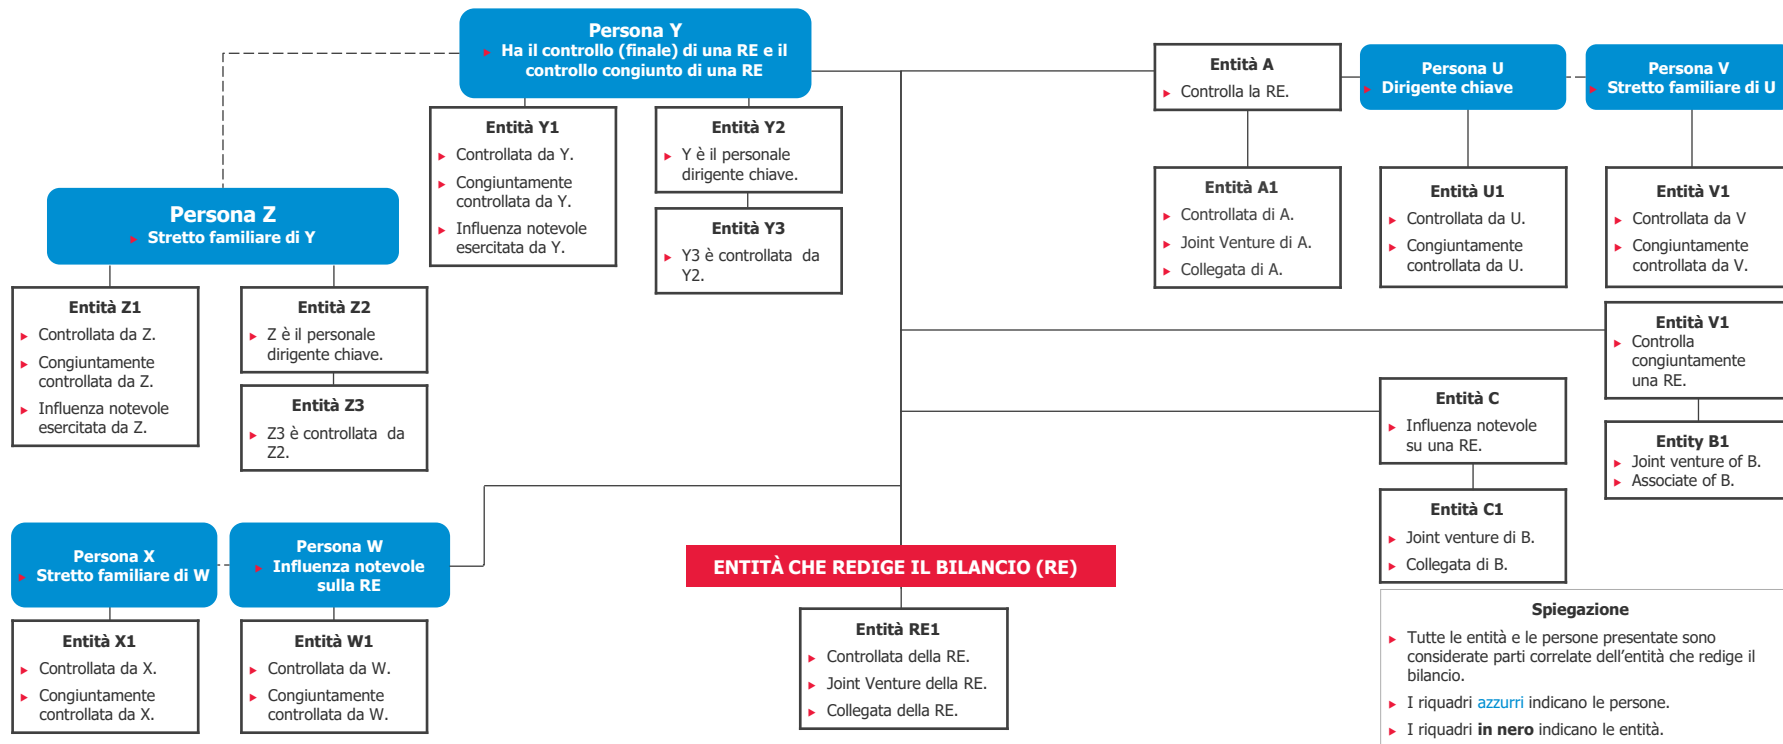 Persona Y
Ha il controllo (finale) di una RE e il
controllo congiunto di una RE
Entità Y1
Controllata da Y.
Congiuntamente
controllata da Y.
Influenza notevole
esercitata da Y.
Entità Y2
Y è il personale
dirigente chiave.
Entità Y3
Y3 è controllata da
Y2.
Persona Z
Stretto familiare di Y
Entità Z1
Controllata da Z.
Congiuntamente
controllata da Z.
Influenza notevole
esercitata da Z.
Entità Z2
Z è il personale
dirigente chiave.
Entità Z3
Z3 è controllata da
Z2.
Entità A
Controlla la RE.
Persona U
Dirigente chiave
Persona V
Stretto familiare di U
Entità A1
Controllata di A.
Joint Venture di A.
Collegata di A.
Entità U1
Controllata da U.
Congiuntamente
controllata da U.
Entità V1
Controllata da V
Congiuntamente
controllata da V.
Entità V1
Controlla
congiuntamente
una RE.
Entity B1
Joint venture of B.
Associate of B.
Entità C
Influenza notevole
su una RE.
Entità C1
Joint venture di B.
Collegata di B.
Persona X
Stretto familiare di W
Persona W
Influenza notevole
sulla RE
Entità X1
Controllata da X.
Congiuntamente
controllata da X.
Entità W1
Controllata da W.
Congiuntamente
controllata da W.
ENTITÀ CHE REDIGE IL BILANCIO (RE)
Entità RE1
Controllata della RE.
Joint Venture della RE.
Collegata della RE.
Spiegazione
Tutte le entità e le persone presentate sono
considerate parti correlate dell'entità che redige il
bilancio.
I riquadri azzurri indicano le persone.
I riquadri in nero indicano le entità.